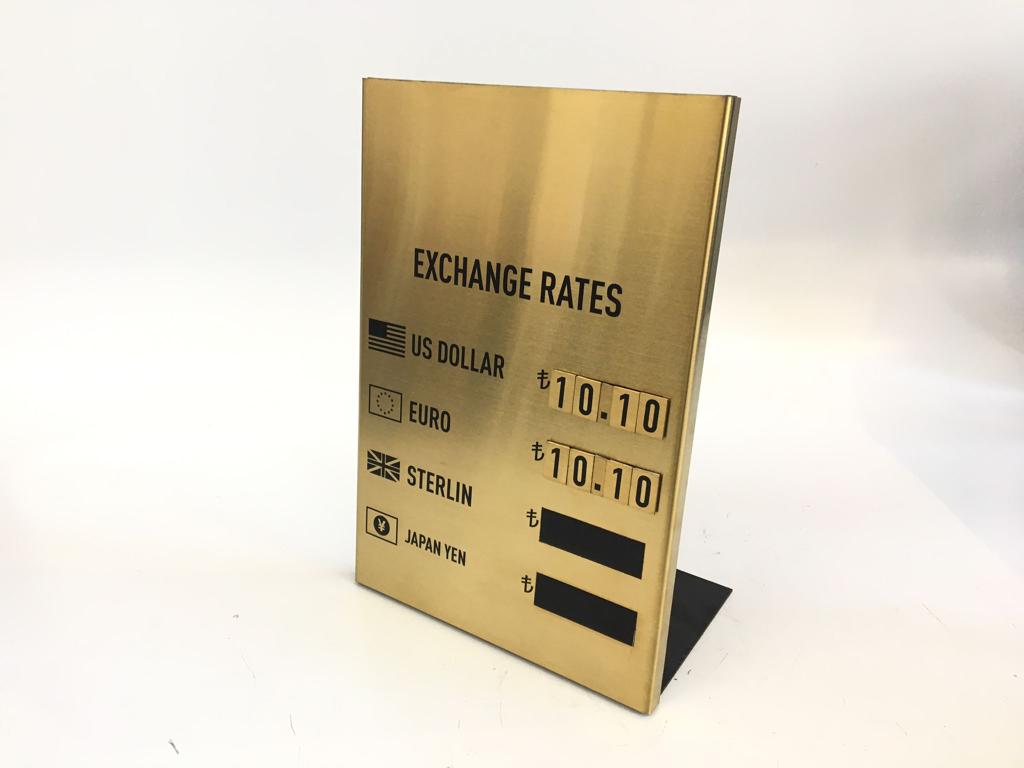 EXCHANGE RATES
US DOLLAR ₺10.10
EURO ₺10.10
STERLIN ₺
¥ JAPAN YEN ₺